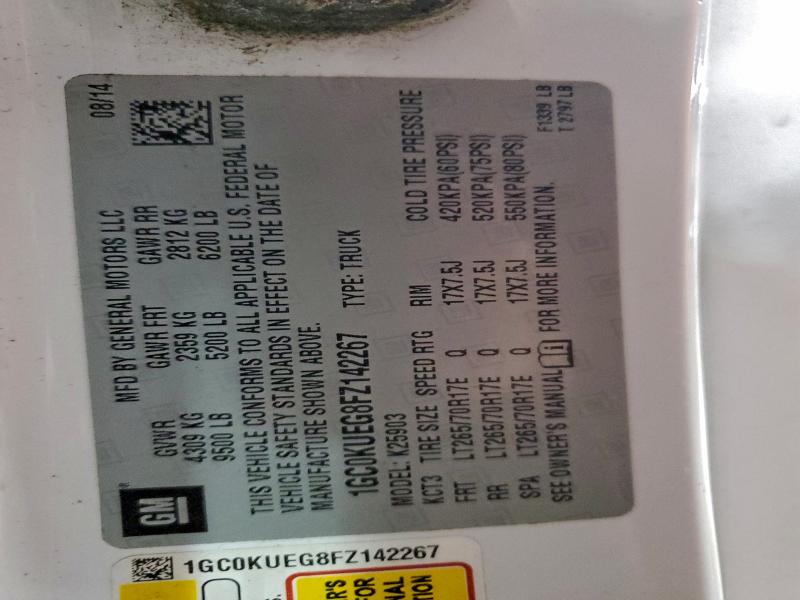 GM
MFD BY GENERAL MOTORS LLC 08/14
GVWR GAWR FRT GAWR RR
4309 KG 2359 KG 2812 KG
9500 LB 5200 LB 6200 LB
THIS VEHICLE CONFORMS TO ALL APPLICABLE U.S. FEDERAL MOTOR
VEHICLE SAFETY STANDARDS IN EFFECT ON THE DATE OF
MANUFACTURE SHOWN ABOVE.
1GC0KUEG8FZ142267 TYPE: TRUCK
MODEL: K25903
KCT3 TIRE SIZE SPEED RTG RIM COLD TIRE PRESSURE
FRT LT265/70R17E Q 17X7.5J 420KPA(60PSI)
RR LT265/70R17E Q 17X7.5J 520KPA(75PSI)
SPA LT265/70R17E Q 17X7.5J 550KPA(80PSI)
SEE OWNER'S MANUAL FOR MORE INFORMATION.
F1339 LB
T 2797 LB
1GC0KUEG8FZ142267
R'S
FOR
NAL
TION